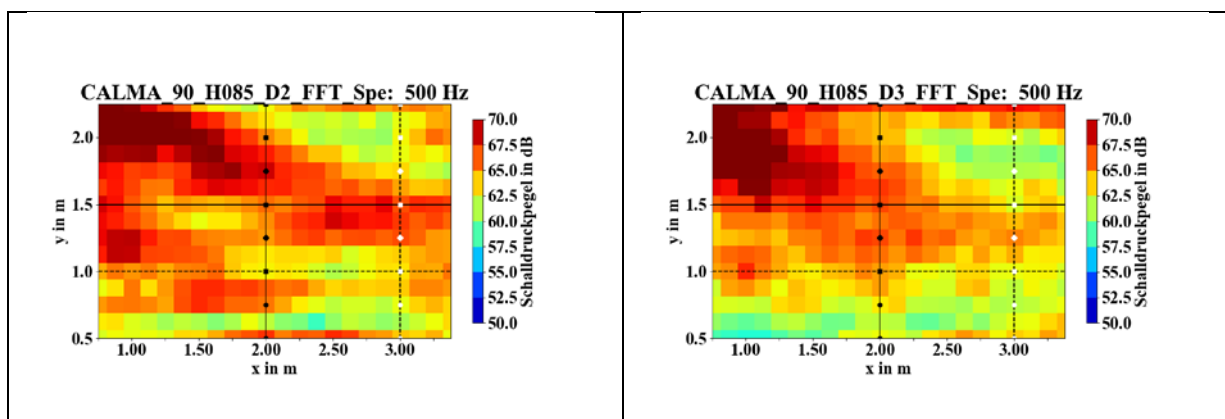 CALMA_90_H085_D2_FFT_Spe: 500 Hz
2.0
1.5
1.0
0.5
y in m
1.00 1.50 2.00 2.50 3.00
x in m
70.0
67.5
65.0
62.5
60.0
57.5
55.0
52.5
50.0
Schalldruckpegel in dB
CALMA_90_H085_D3_FFT_Spe: 500 Hz
2.0
1.5
1.0
0.5
y in m
1.00 1.50 2.00 2.50 3.00
x in m
70.0
67.5
65.0
62.5
60.0
57.5
55.0
52.5
50.0
Schalldruckpegel in dB